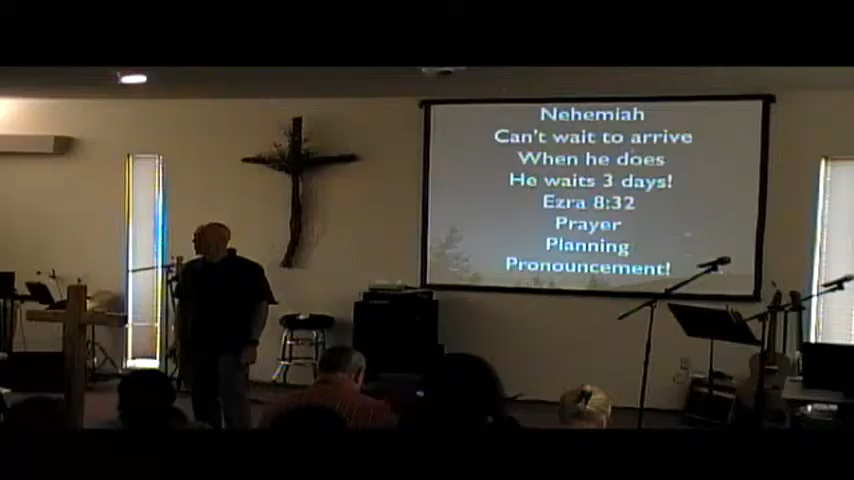 Nehemiah
Can't wait to arrive
When he does
He waits 3 days!
Ezra 8:32
Prayer
Planning
Pronouncement!